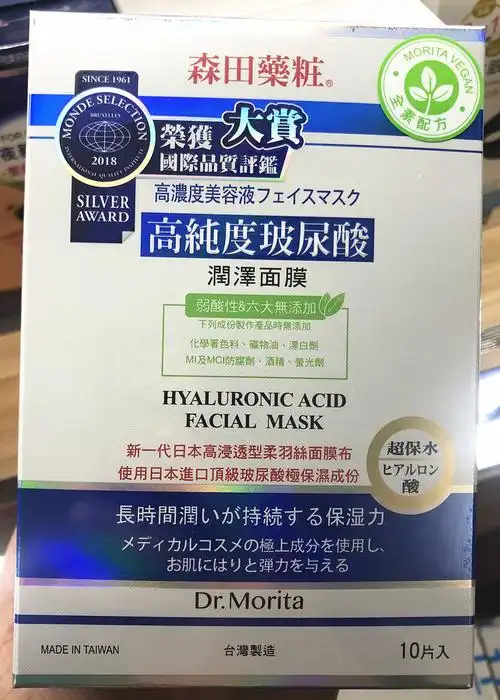 森田藥粧®
MORITA VEGAN
全素配方
SINCE 1961
MONDE SELECTION
BRUXELLES
2018
INTERNATIONAL QUALITY INSTITUTE
SILVER
AWARD
榮獲大賞
國際品質評鑑
高濃度美容液フェイスマスク
高純度玻尿酸
潤澤面膜
弱酸性&六大無添加
下列成份製作產品時無添加
化學著色料、礦物油、漂白劑
MI及MCI防腐劑、酒精、螢光劑
HYALURONIC ACID
FACIAL MASK
新一代日本高浸透型柔羽絲面膜布
使用日本進口頂級玻尿酸極保濕成份
超保水
ヒアルロン
酸
長時間潤いが持続する保湿力
メディカルコスメの極上成分を使用し、
お肌にはりと弾力を与える
Dr.Morita
MADE IN TAIWAN
台灣製造
10片入